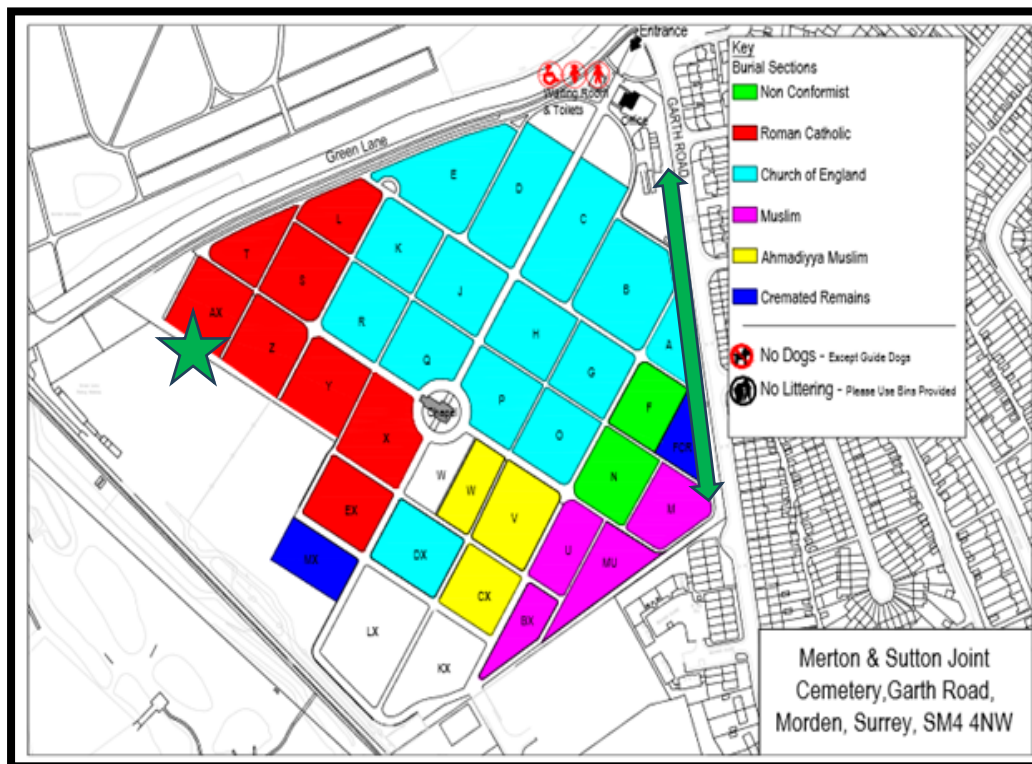 Entrance
Waiting Room
& Toilets
Office
GARTH ROAD
Green Lane
E
D
C
L
K
B
T
S
J
AX
R
H
A
Z
Q
G
Y
P
F
Chapel
X
O
FCR
W
W
N
EX
V
M
DX
U
MU
MX
CX
BX
LX
KX
Key
Burial Sections
Non Conformist
Roman Catholic
Church of England
Muslim
Ahmadiyya Muslim
Cremated Remains
No Dogs - Except Guide Dogs
No Littering - Please Use Bins Provided
Merton & Sutton Joint
Cemetery,Garth Road,
Morden, Surrey, SM4 4NW